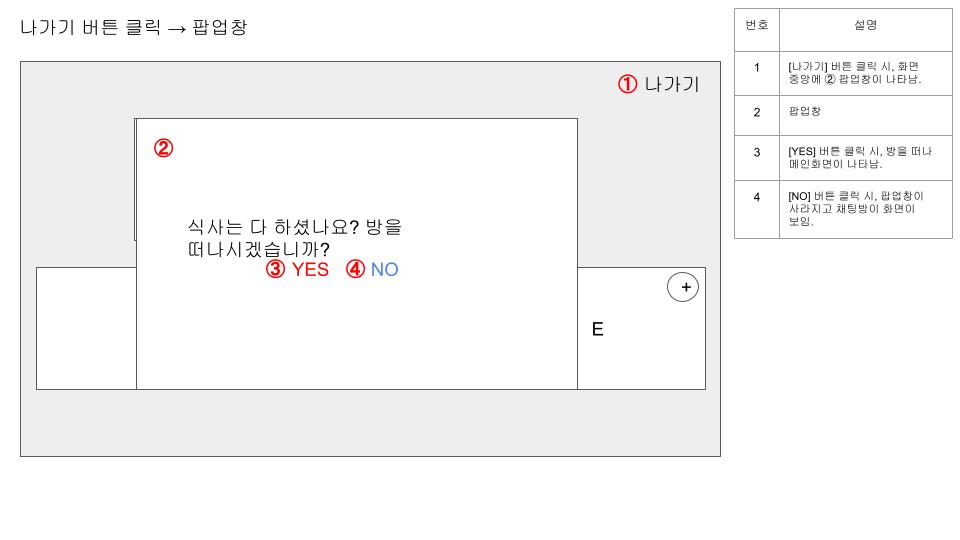 나가기 버튼 클릭 → 팝업창
① 나가기
②
식사는 다 하셨나요? 방을
떠나시겠습니까?
③ YES ④ NO
+
E
번호 설명
1 [나가기] 버튼 클릭 시, 화면
중앙에 ② 팝업창이 나타남.
2 팝업창
3 [YES] 버튼 클릭 시, 방을 떠나
메인화면이 나타남.
4 [NO] 버튼 클릭 시, 팝업창이
사라지고 채팅방이 화면이
보임.